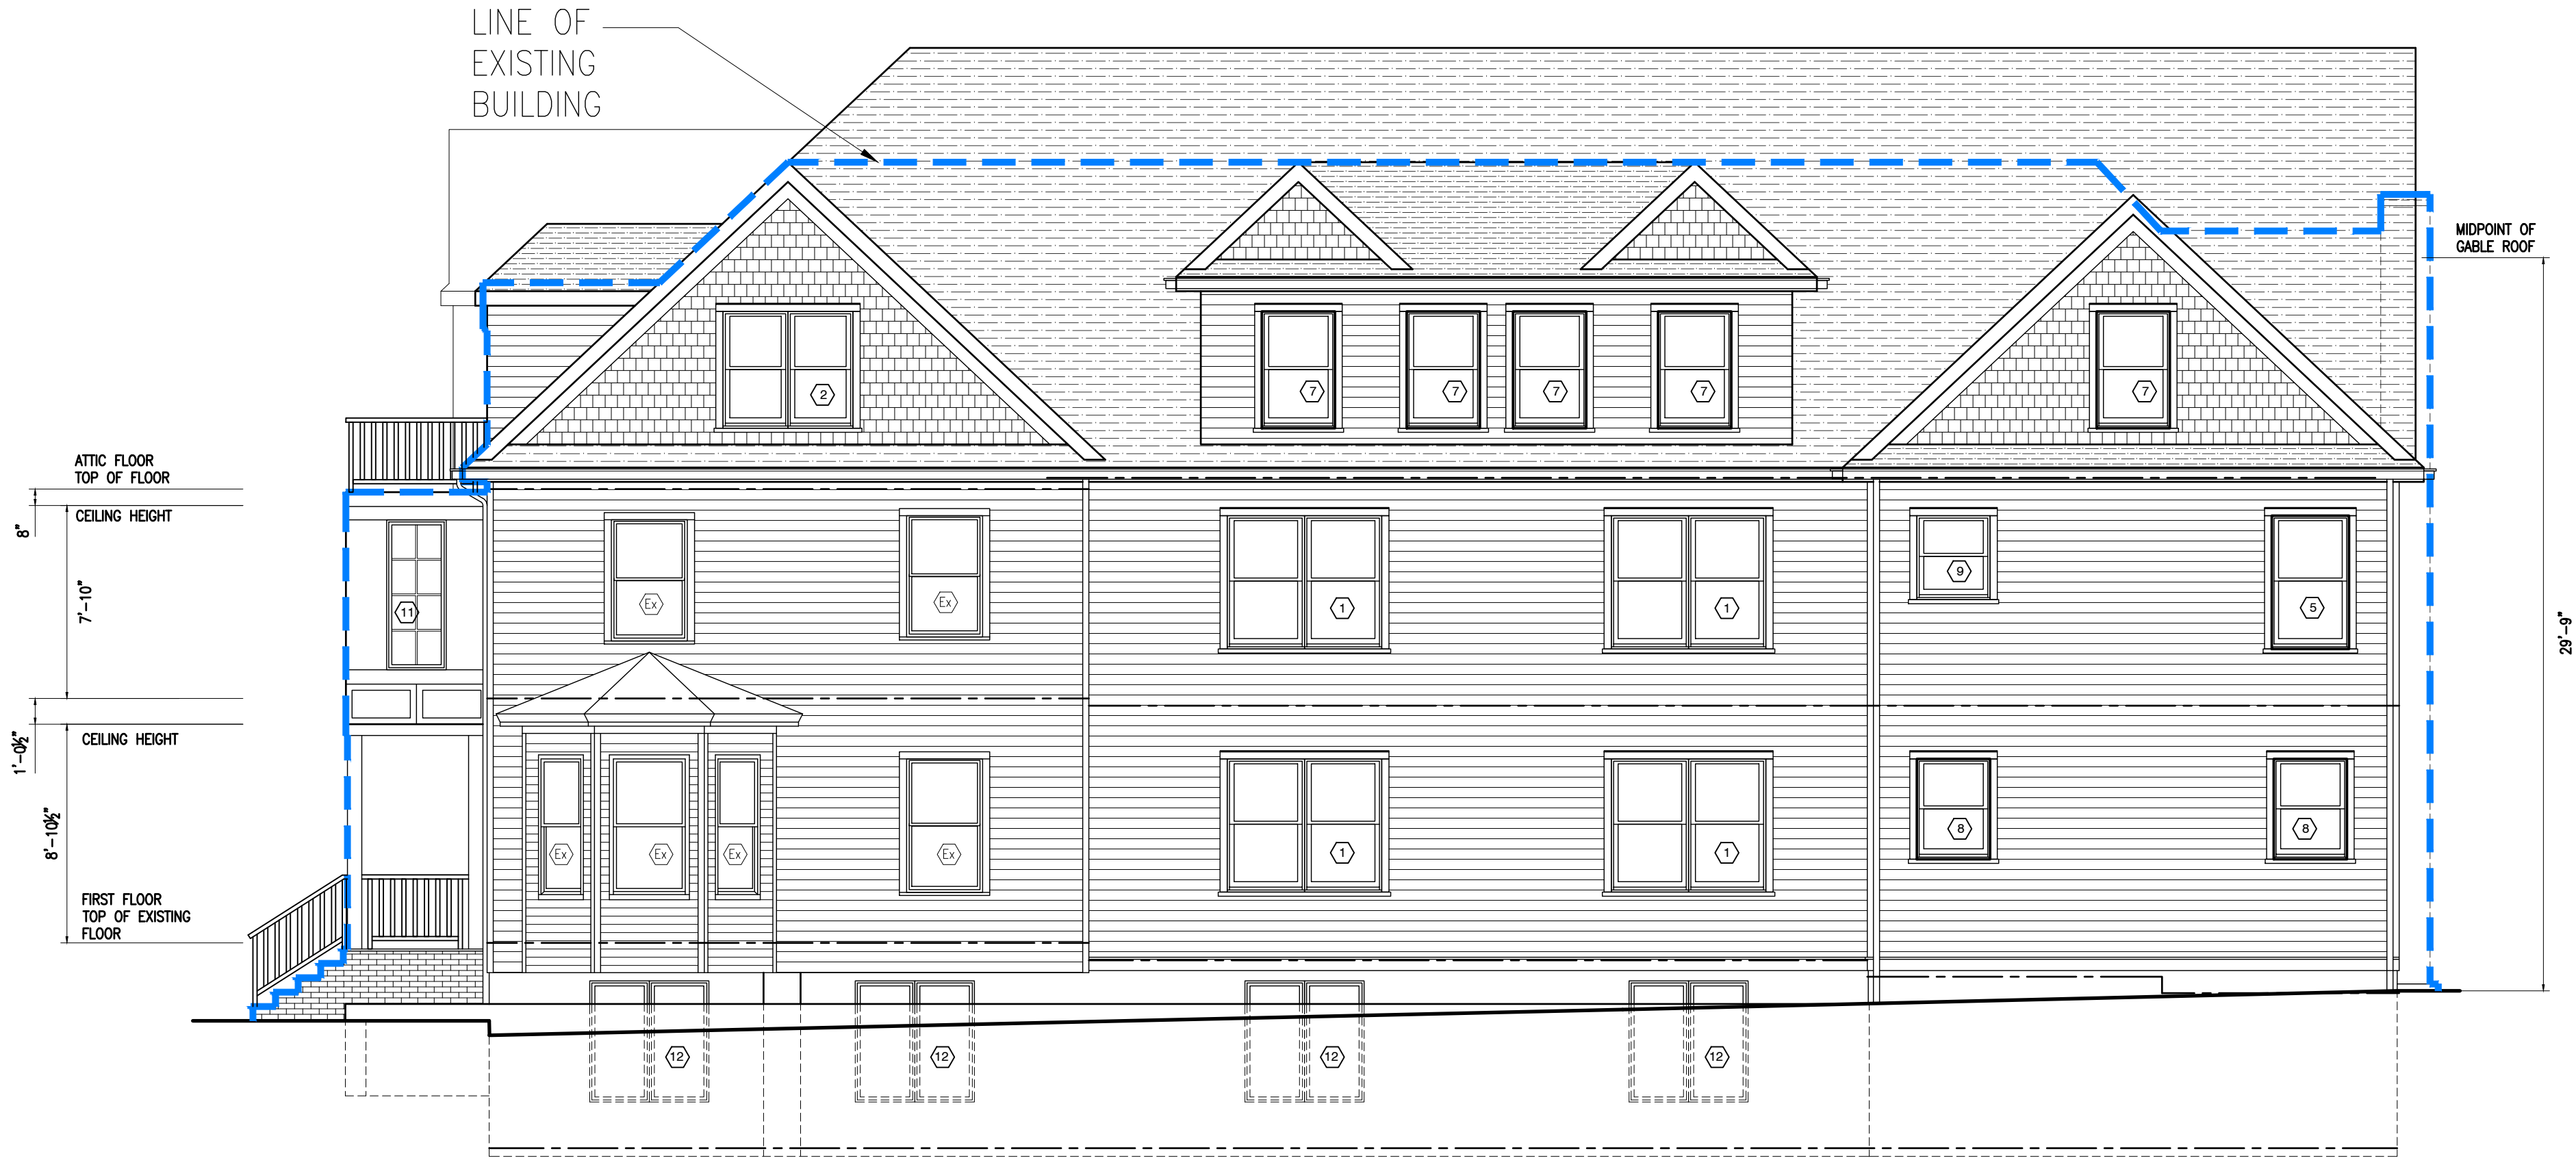 LINE OF
EXISTING
BUILDING
MIDPOINT OF
GABLE ROOF
2
7
7
7
7
7
ATTIC FLOOR
TOP OF FLOOR
8"
CEILING HEIGHT
7'-10"
11
Ex
Ex
1
1
9
5
29'-9"
1'-0½"
CEILING HEIGHT
8'-10½"
Ex
Ex
Ex
Ex
1
1
8
8
FIRST FLOOR
TOP OF EXISTING
FLOOR
12
12
12
12